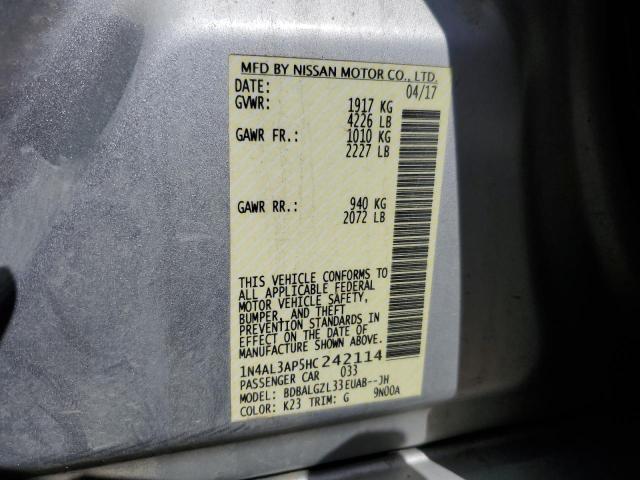 MFD BY NISSAN MOTOR CO., LTD.
DATE: 04/17
GVWR: 1917 KG
4226 LB
GAWR FR.: 1010 KG
2227 LB
GAWR RR.: 940 KG
2072 LB
THIS VEHICLE CONFORMS TO
ALL APPLICABLE FEDERAL
MOTOR VEHICLE SAFETY,
BUMPER, AND THEFT
PREVENTION STANDARDS IN
EFFECT ON THE DATE OF
MANUFACTURE SHOWN ABOVE.
1N4AL3AP5HC242114
PASSENGER CAR 033
MODEL: BDBALGZL33EUAB--JH
COLOR: K23 TRIM: G 9N00A